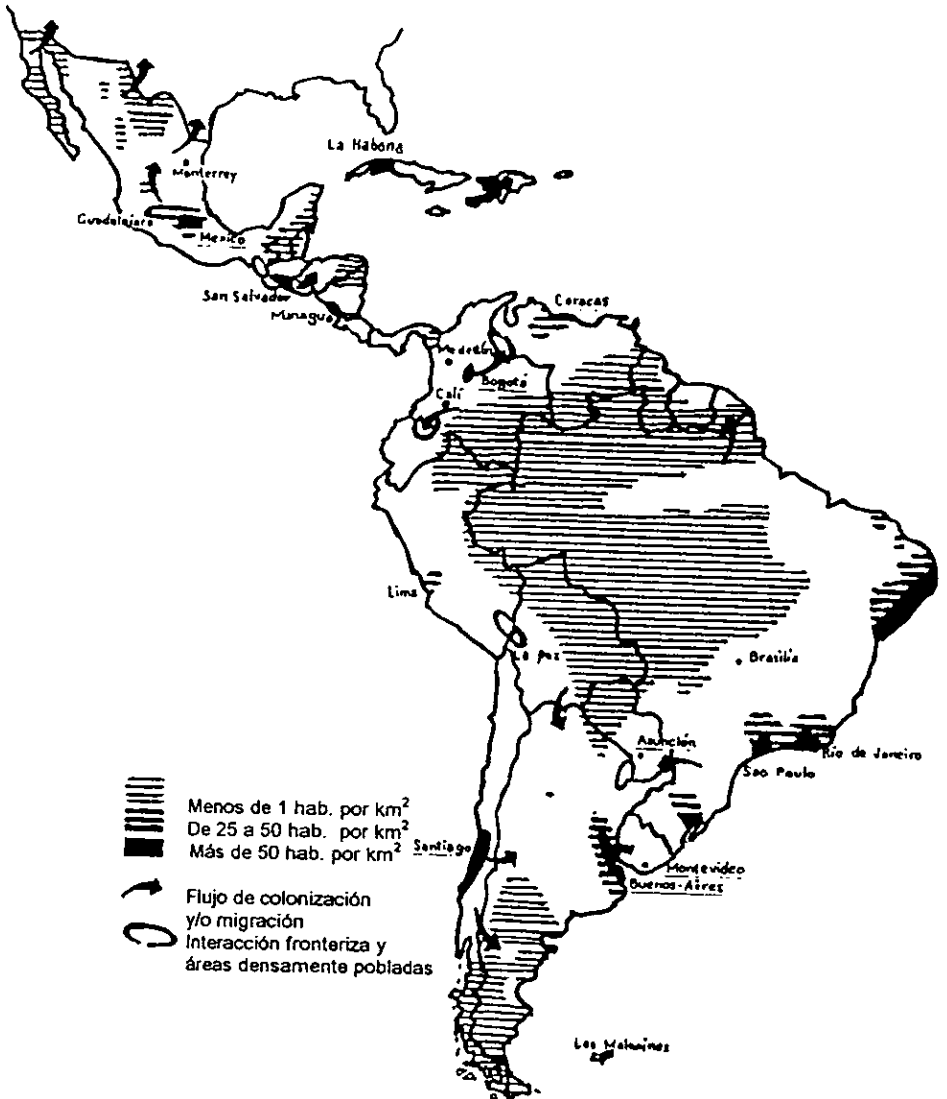 La Habana
Monterrey
Guadalajara
Mexico
San Salvador
Managua
Caracas
Medellín
Bogotá
Cali
Lima
La paz
Brasilia
Asunción
Río de Janeiro
Sao Paulo
Menos de 1 hab. por km²
De 25 a 50 hab. por km²
Más de 50 hab. por km²
Santiago
Montevideo
Buenos-Aires
Flujo de colonización
y/o migración
Interacción fronteriza y
áreas densamente pobladas
Las Malvinas